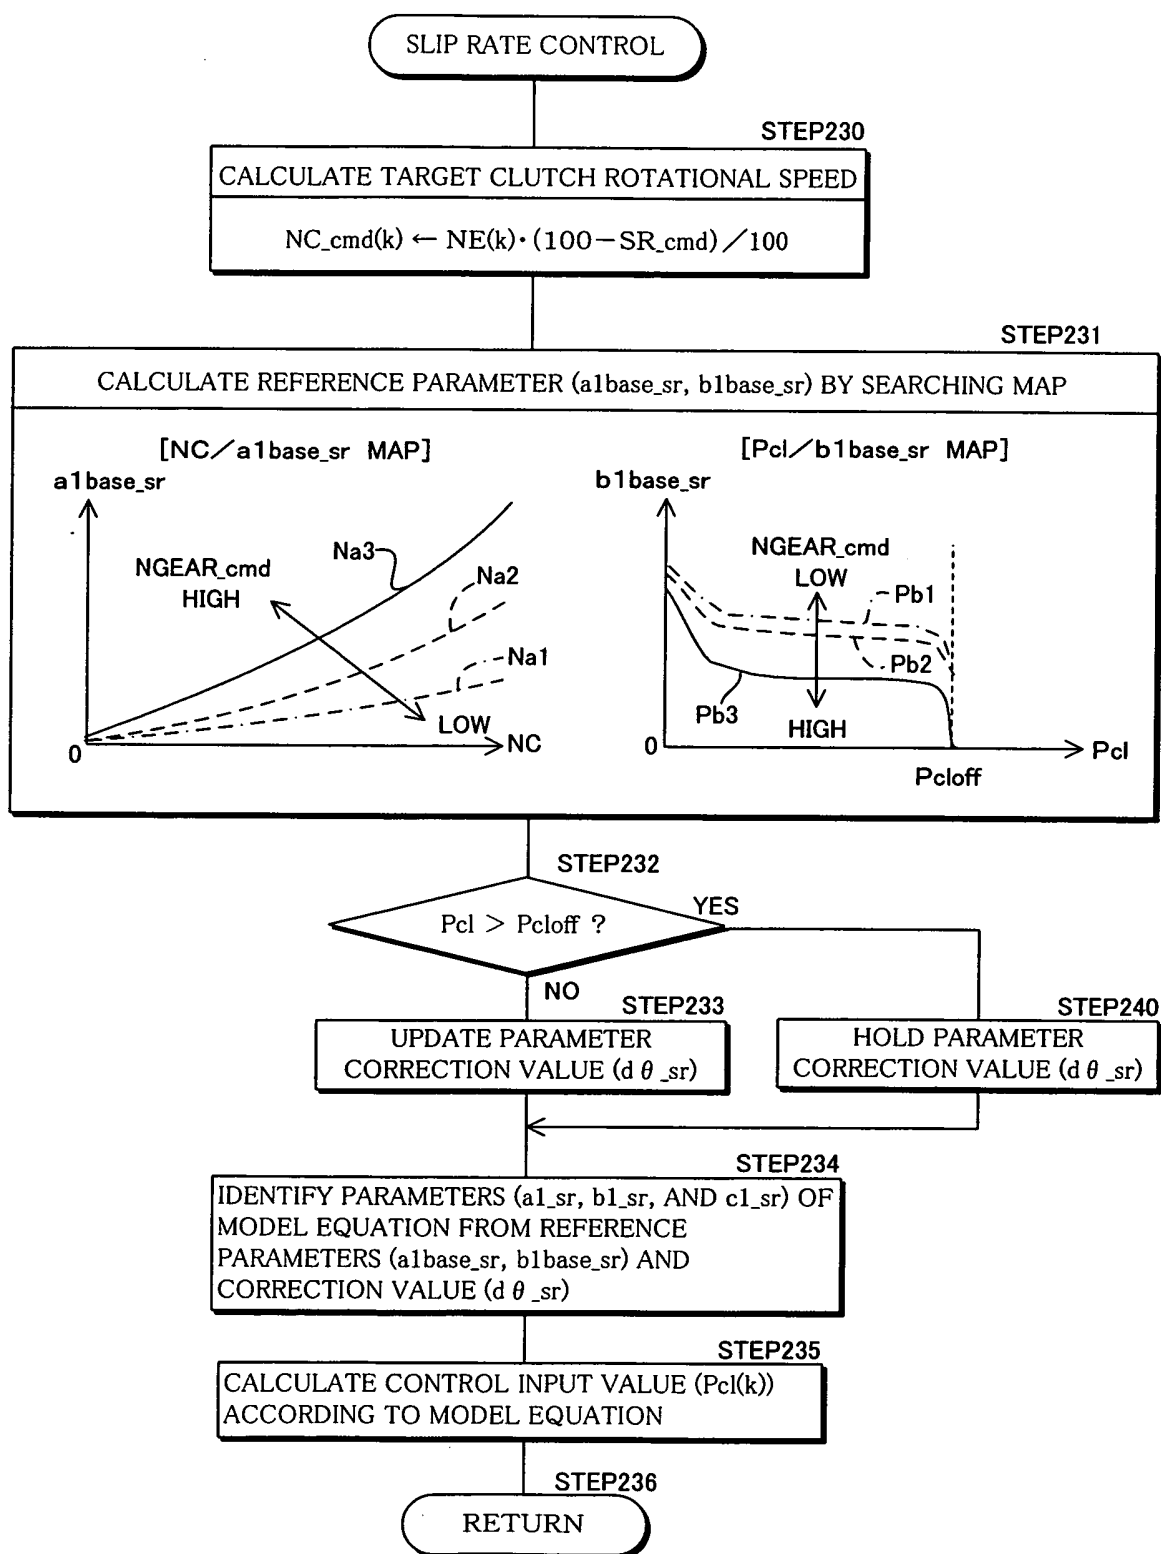 SLIP RATE CONTROL
STEP230
CALCULATE TARGET CLUTCH ROTATIONAL SPEED
NC_cmd(k) ← NE(k)・(100−SR_cmd)／100
STEP231
CALCULATE REFERENCE PARAMETER (a1base_sr, b1base_sr) BY SEARCHING MAP
[NC／a1base_sr MAP]
a1base_sr
Na3
NGEAR_cmd
HIGH
Na2
Na1
LOW
0
NC
[Pcl／b1base_sr MAP]
b1base_sr
NGEAR_cmd
LOW
Pb1
Pb2
Pb3
HIGH
0
Pcl
Pcloff
STEP232
Pcl > Pcloff ?
YES
NO
STEP233
UPDATE PARAMETER
CORRECTION VALUE (d θ _sr)
STEP240
HOLD PARAMETER
CORRECTION VALUE (d θ _sr)
STEP234
IDENTIFY PARAMETERS (a1_sr, b1_sr, AND c1_sr) OF
MODEL EQUATION FROM REFERENCE
PARAMETERS (a1base_sr, b1base_sr) AND
CORRECTION VALUE (d θ _sr)
STEP235
CALCULATE CONTROL INPUT VALUE (Pcl(k))
ACCORDING TO MODEL EQUATION
STEP236
RETURN